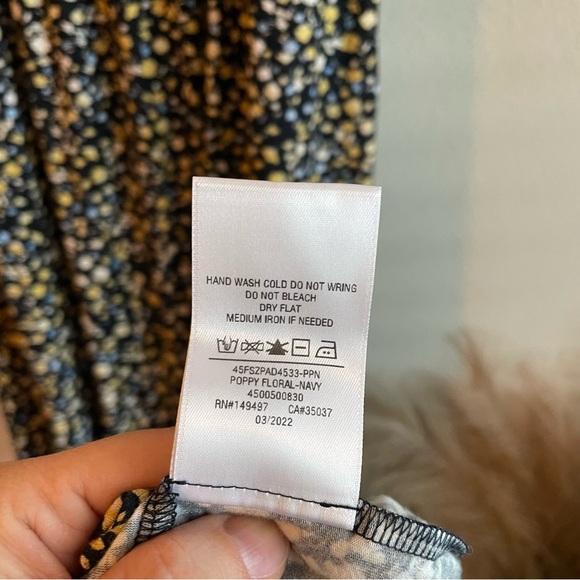 HAND WASH COLD DO NOT WRING
DO NOT BLEACH
DRY FLAT
MEDIUM IRON IF NEEDED
45FSZPAD4533-PPN
POPPY FLORAL-NAVY
4500500830
RN#149497 CA#35037
03/2022